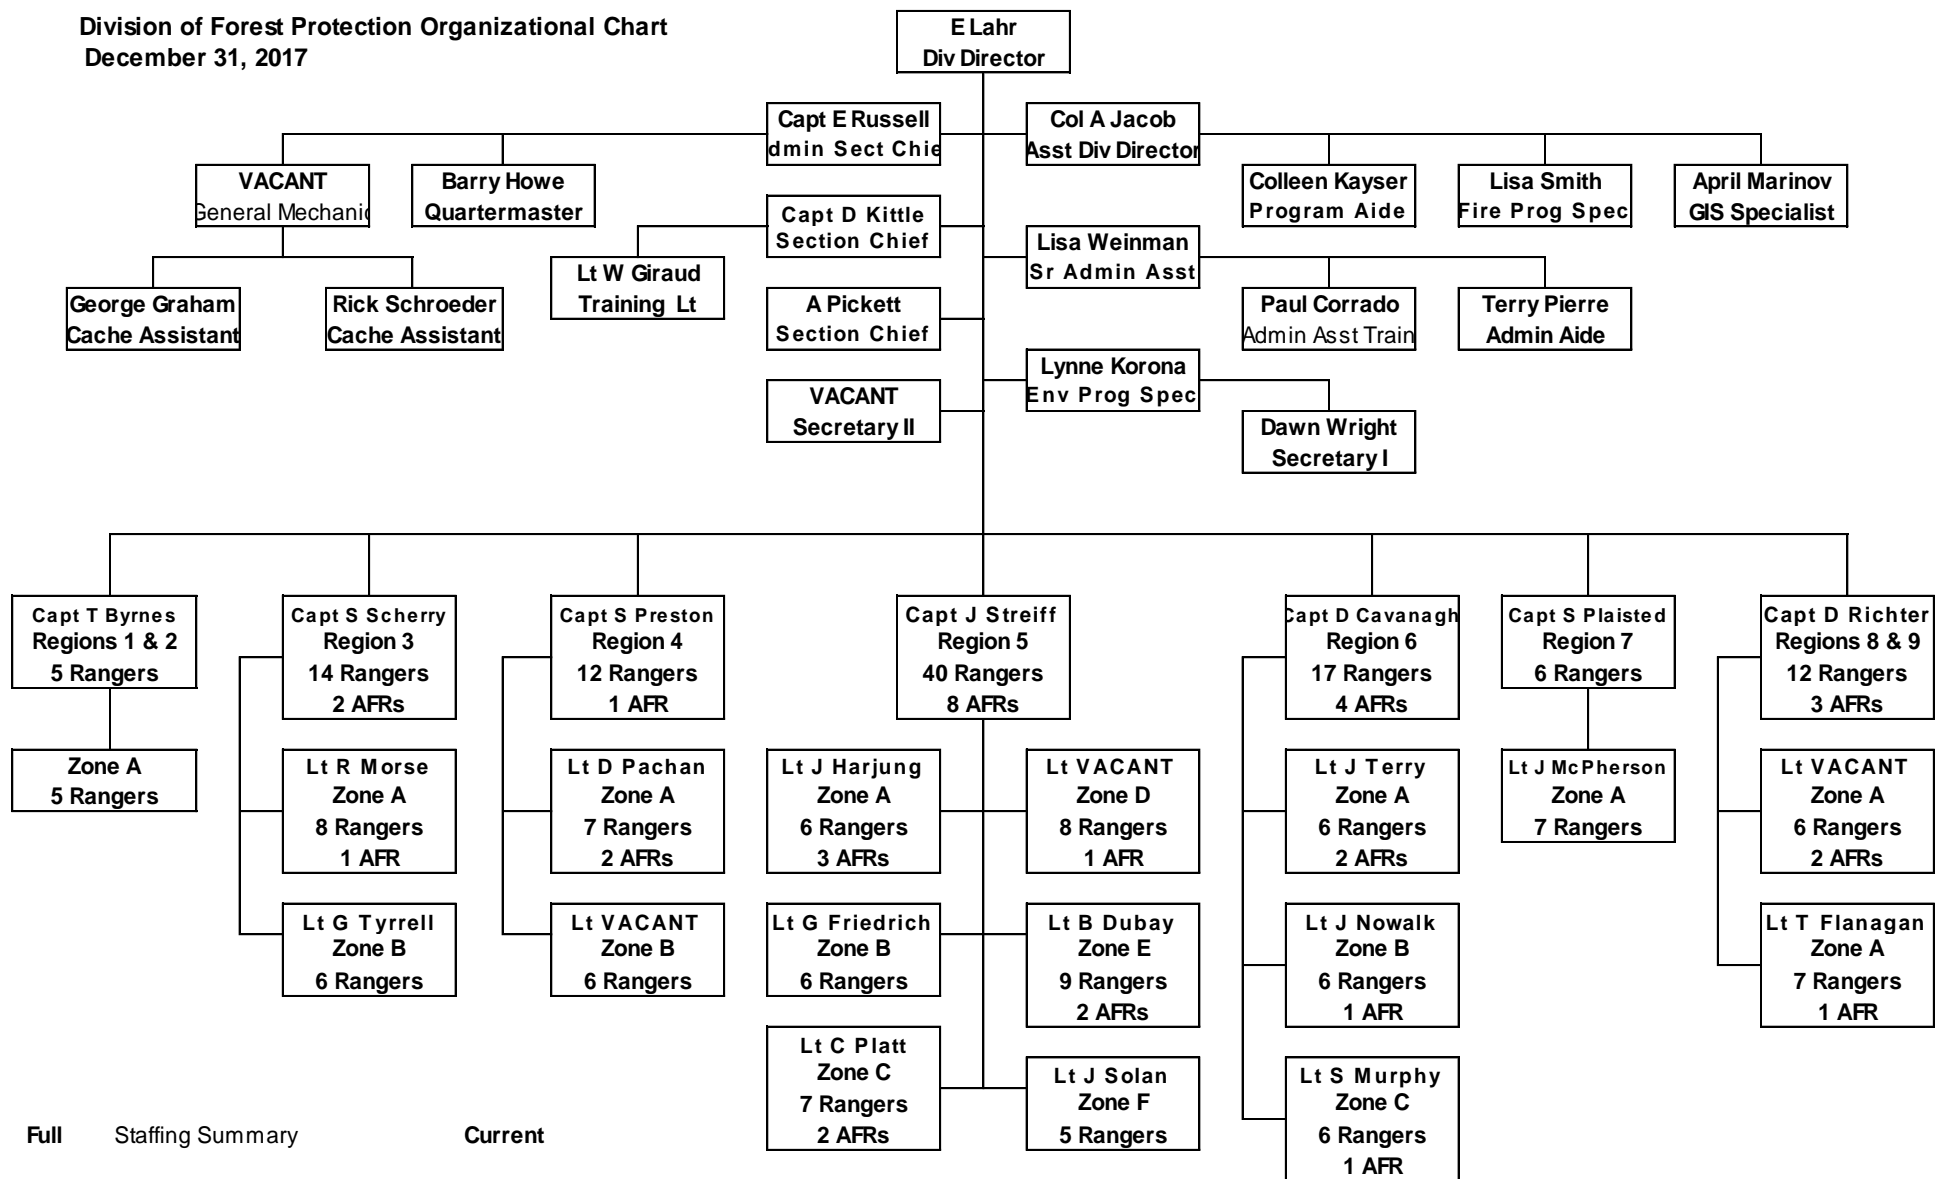 Division of Forest Protection Organizational Chart
December 31, 2017
E Lahr
Div Director
Capt E Russell
dmin Sect Chie
Col A Jacob
Asst Div Director
VACANT
General Mechanic
Barry Howe
Quartermaster
Colleen Kayser
Program Aide
Lisa Smith
Fire Prog Spec
April Marinov
GIS Specialist
Capt D Kittle
Section Chief
Lisa Weinman
Sr Admin Asst
Lt W Giraud
Training Lt
George Graham
Cache Assistant
Rick Schroeder
Cache Assistant
A Pickett
Section Chief
Paul Corrado
Admin Asst Train
Terry Pierre
Admin Aide
Lynne Korona
Env Prog Spec
VACANT
Secretary II
Dawn Wright
Secretary I
Capt T Byrnes
Regions 1 & 2
5 Rangers
Capt S Scherry
Region 3
14 Rangers
2 AFRs
Capt S Preston
Region 4
12 Rangers
1 AFR
Capt J Streiff
Region 5
40 Rangers
8 AFRs
Capt D Cavanagh
Region 6
17 Rangers
4 AFRs
Capt S Plaisted
Region 7
6 Rangers
Capt D Richter
Regions 8 & 9
12 Rangers
3 AFRs
Zone A
5 Rangers
Lt R Morse
Zone A
8 Rangers
1 AFR
Lt D Pachan
Zone A
7 Rangers
2 AFRs
Lt J Harjung
Zone A
6 Rangers
3 AFRs
Lt VACANT
Zone D
8 Rangers
1 AFR
Lt J Terry
Zone A
6 Rangers
2 AFRs
Lt J McPherson
Zone A
7 Rangers
Lt VACANT
Zone A
6 Rangers
2 AFRs
Lt G Tyrrell
Zone B
6 Rangers
Lt VACANT
Zone B
6 Rangers
Lt G Friedrich
Zone B
6 Rangers
Lt B Dubay
Zone E
9 Rangers
2 AFRs
Lt J Nowalk
Zone B
6 Rangers
1 AFR
Lt T Flanagan
Zone A
7 Rangers
1 AFR
Lt C Platt
Zone C
7 Rangers
2 AFRs
Lt J Solan
Zone F
5 Rangers
Lt S Murphy
Zone C
6 Rangers
1 AFR
Full Staffing Summary Current